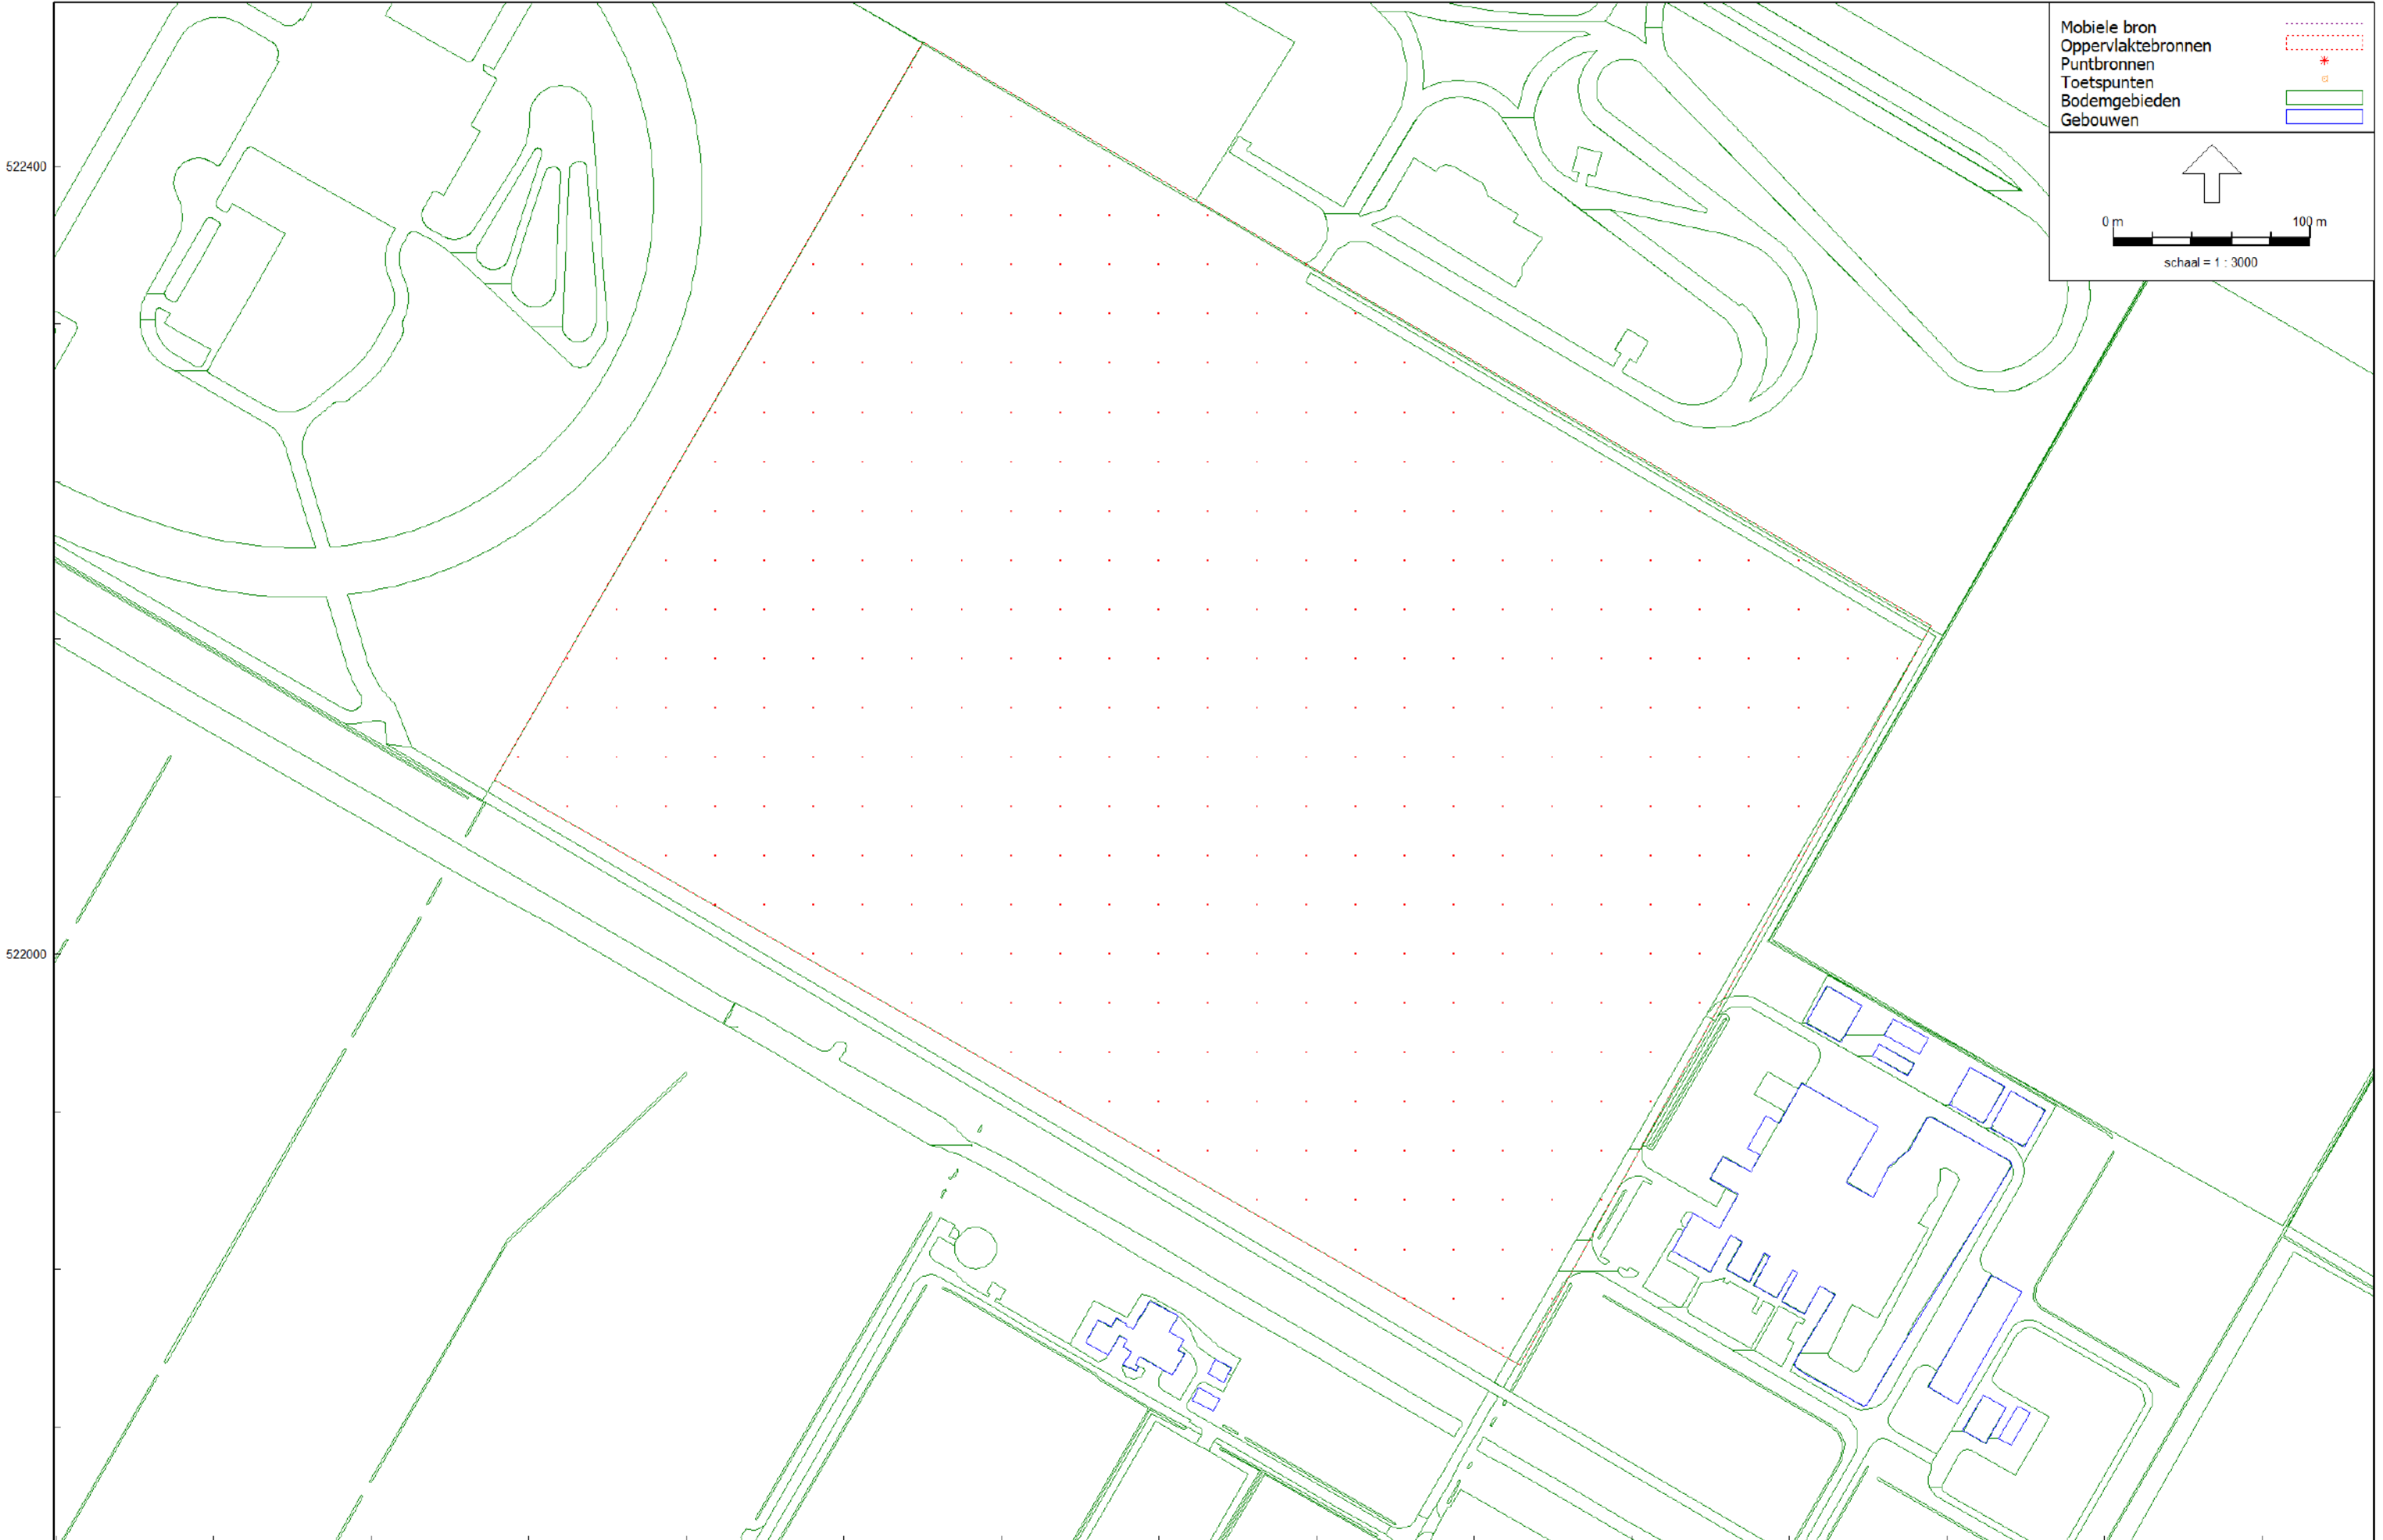 Mobiele bron
Oppervlaktebronnen
Puntbronnen
Toetspunten
Bodemgebieden
Gebouwen
0 m 100 m
schaal = 1 : 3000
522400
522000